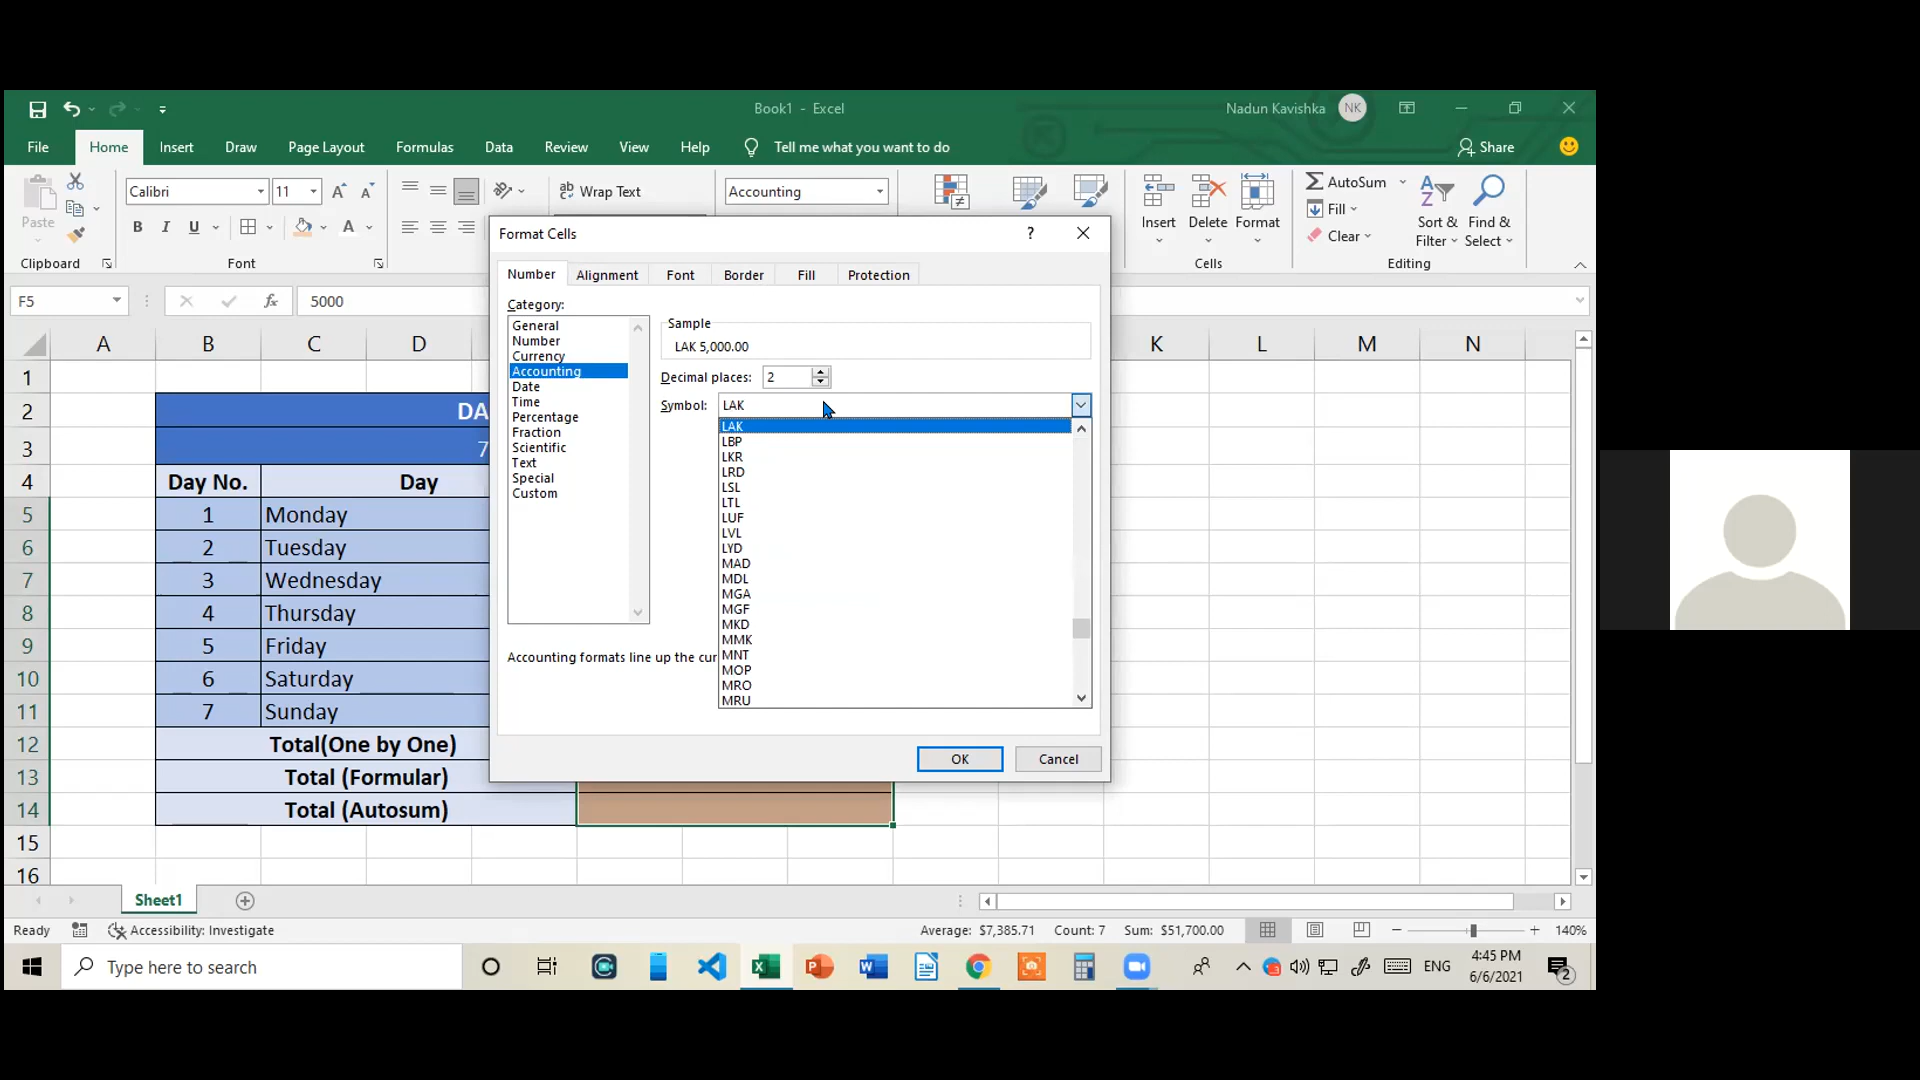 Book1 - Excel
Nadun Kavishka NK
File Home Insert Draw Page Layout Formulas Data Review View Help Tell me what you want to do Share
Paste
Clipboard
Calibri 11
B I U
Font
Wrap Text
Accounting
Insert Delete Format
Cells
AutoSum
Fill
Clear
Sort & Filter
Find & Select
Editing
F5 fx 5000
A B C D K L M N
1
2 DA
3 7
4 Day No. Day
5 1 Monday
6 2 Tuesday
7 3 Wednesday
8 4 Thursday
9 5 Friday
10 6 Saturday
11 7 Sunday
12 Total(One by One)
13 Total (Formular)
14 Total (Autosum)
15
16
Format Cells ?
Number Alignment Font Border Fill Protection
Category:
General
Number
Currency
Accounting
Date
Time
Percentage
Fraction
Scientific
Text
Special
Custom
Sample
LAK 5,000.00
Decimal places: 2
Symbol: LAK
LAK
LBP
LKR
LRD
LSL
LTL
LUF
LVL
LYD
MAD
MDL
MGA
MGF
MKD
MMK
MNT
MOP
MRO
MRU
Accounting formats line up the cur
OK Cancel
Sheet1
Ready Accessibility: Investigate Average: $7,385.71 Count: 7 Sum: $51,700.00 140%
Type here to search
ENG
4:45 PM
6/6/2021
2